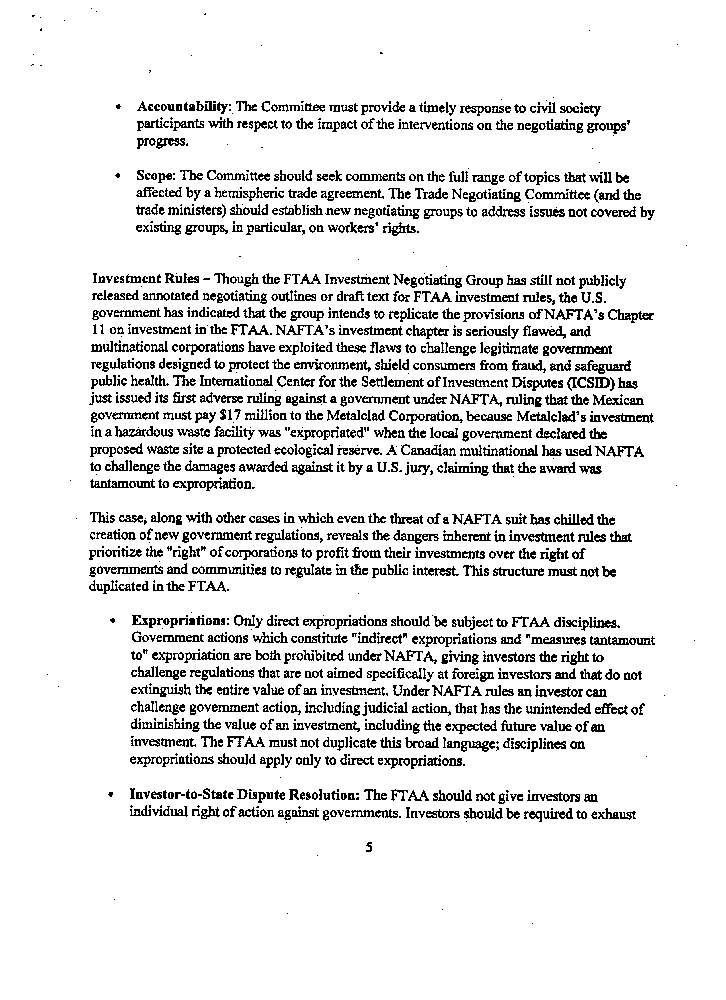 • Accountability: The Committee must provide a timely response to civil society
participants with respect to the impact of the interventions on the negotiating groups’
progress.
• Scope: The Committee should seek comments on the full range of topics that will be
affected by a hemispheric trade agreement. The Trade Negotiating Committee (and the
trade ministers) should establish new negotiating groups to address issues not covered by
existing groups, in particular, on workers’ rights.
Investment Rules – Though the FTAA Investment Negotiating Group has still not publicly
released annotated negotiating outlines or draft text for FTAA investment rules, the U.S.
government has indicated that the group intends to replicate the provisions of NAFTA’s Chapter
11 on investment in the FTAA. NAFTA’s investment chapter is seriously flawed, and
multinational corporations have exploited these flaws to challenge legitimate government
regulations designed to protect the environment, shield consumers from fraud, and safeguard
public health. The International Center for the Settlement of Investment Disputes (ICSID) has
just issued its first adverse ruling against a government under NAFTA, ruling that the Mexican
government must pay $17 million to the Metalclad Corporation, because Metalclad’s investment
in a hazardous waste facility was "expropriated" when the local government declared the
proposed waste site a protected ecological reserve. A Canadian multinational has used NAFTA
to challenge the damages awarded against it by a U.S. jury, claiming that the award was
tantamount to expropriation.
This case, along with other cases in which even the threat of a NAFTA suit has chilled the
creation of new government regulations, reveals the dangers inherent in investment rules that
prioritize the "right" of corporations to profit from their investments over the right of
governments and communities to regulate in the public interest. This structure must not be
duplicated in the FTAA.
• Expropriations: Only direct expropriations should be subject to FTAA disciplines.
Government actions which constitute "indirect" expropriations and "measures tantamount
to" expropriation are both prohibited under NAFTA, giving investors the right to
challenge regulations that are not aimed specifically at foreign investors and that do not
extinguish the entire value of an investment. Under NAFTA rules an investor can
challenge government action, including judicial action, that has the unintended effect of
diminishing the value of an investment, including the expected future value of an
investment. The FTAA must not duplicate this broad language; disciplines on
expropriations should apply only to direct expropriations.
• Investor-to-State Dispute Resolution: The FTAA should not give investors an
individual right of action against governments. Investors should be required to exhaust
5